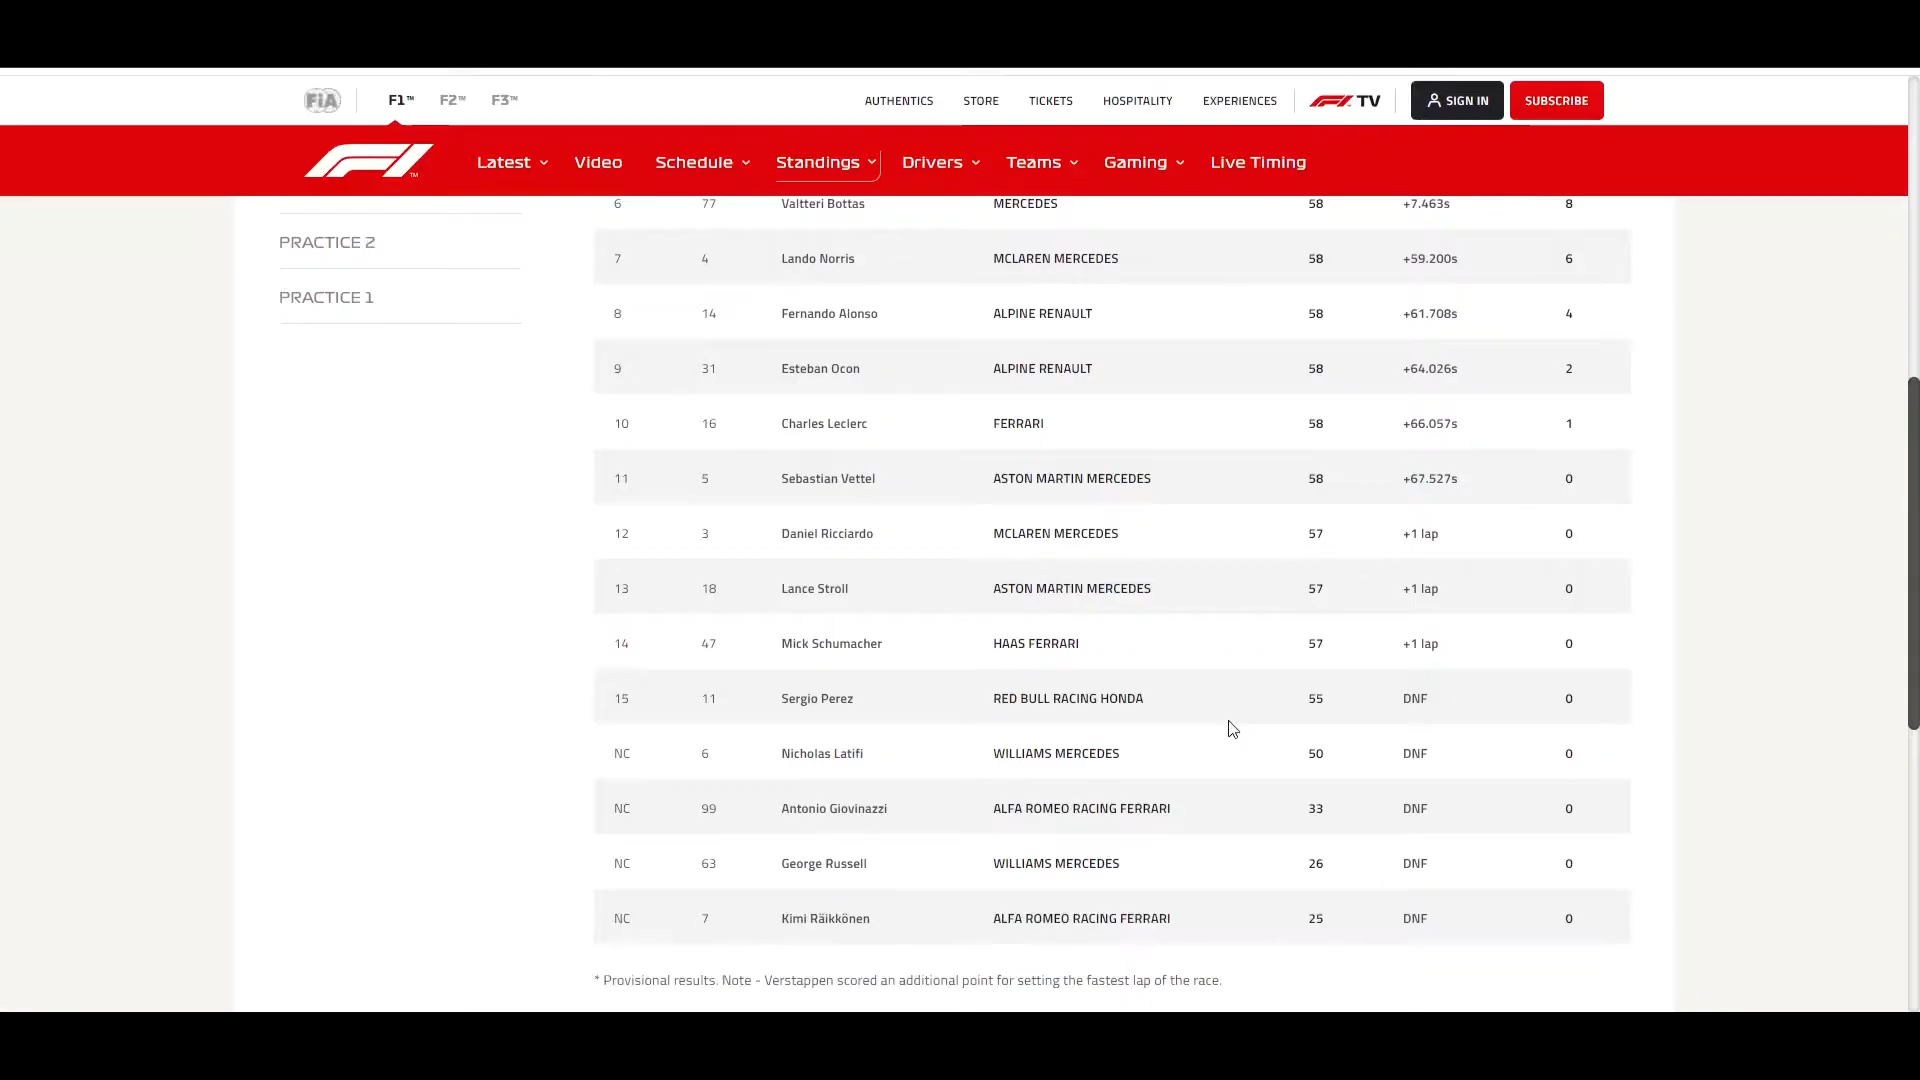 FiA F1™ F2™ F3™ AUTHENTICS STORE TICKETS HOSPITALITY EXPERIENCES F1 TV SIGN IN SUBSCRIBE
F1™ Latest Video Schedule Standings Drivers Teams Gaming Live Timing
6 77 Valtteri Bottas MERCEDES 58 +7.463s 8
PRACTICE 2
7 4 Lando Norris MCLAREN MERCEDES 58 +59.200s 6
PRACTICE 1
8 14 Fernando Alonso ALPINE RENAULT 58 +61.708s 4
9 31 Esteban Ocon ALPINE RENAULT 58 +64.026s 2
10 16 Charles Leclerc FERRARI 58 +66.057s 1
11 5 Sebastian Vettel ASTON MARTIN MERCEDES 58 +67.527s 0
12 3 Daniel Ricciardo MCLAREN MERCEDES 57 +1 lap 0
13 18 Lance Stroll ASTON MARTIN MERCEDES 57 +1 lap 0
14 47 Mick Schumacher HAAS FERRARI 57 +1 lap 0
15 11 Sergio Perez RED BULL RACING HONDA 55 DNF 0
NC 6 Nicholas Latifi WILLIAMS MERCEDES 50 DNF 0
NC 99 Antonio Giovinazzi ALFA ROMEO RACING FERRARI 33 DNF 0
NC 63 George Russell WILLIAMS MERCEDES 26 DNF 0
NC 7 Kimi Räikkönen ALFA ROMEO RACING FERRARI 25 DNF 0
* Provisional results. Note - Verstappen scored an additional point for setting the fastest lap of the race.